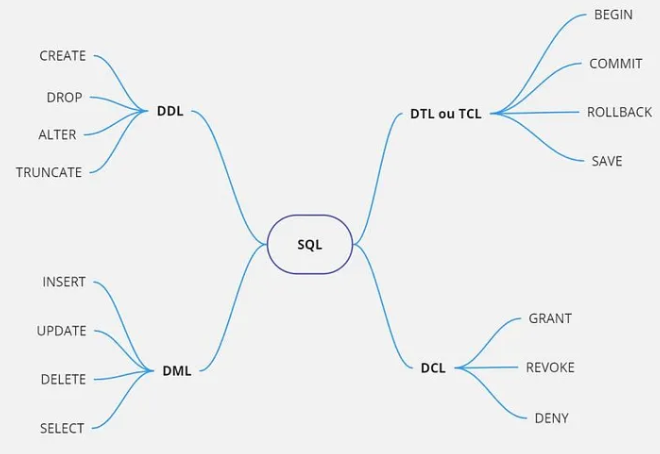 CREATE
DROP
ALTER
TRUNCATE
DDL
INSERT
UPDATE
DELETE
SELECT
DML
SQL
DTL ou TCL
BEGIN
COMMIT
ROLLBACK
SAVE
DCL
GRANT
REVOKE
DENY